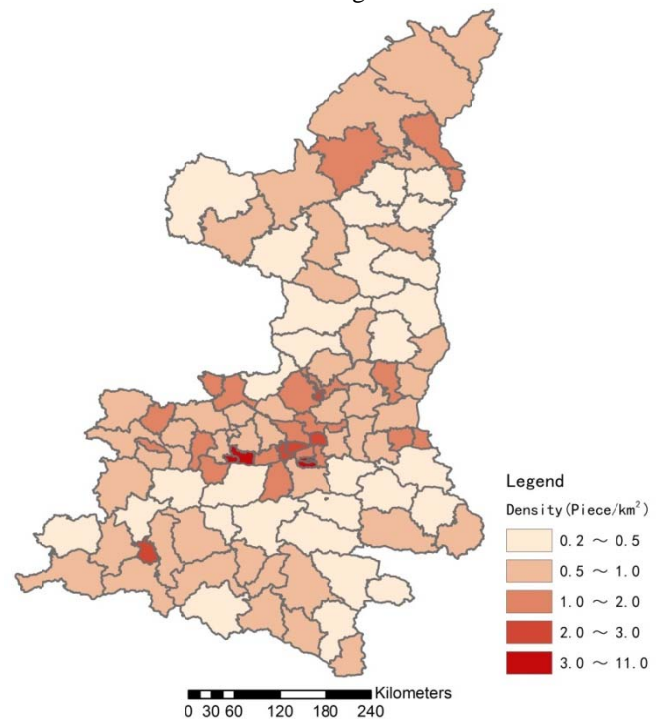 Legend
Density(Piece/km²)
0.2 ～ 0.5
0.5 ～ 1.0
1.0 ～ 2.0
2.0 ～ 3.0
3.0 ～ 11.0
Kilometers
0 30 60 120 180 240